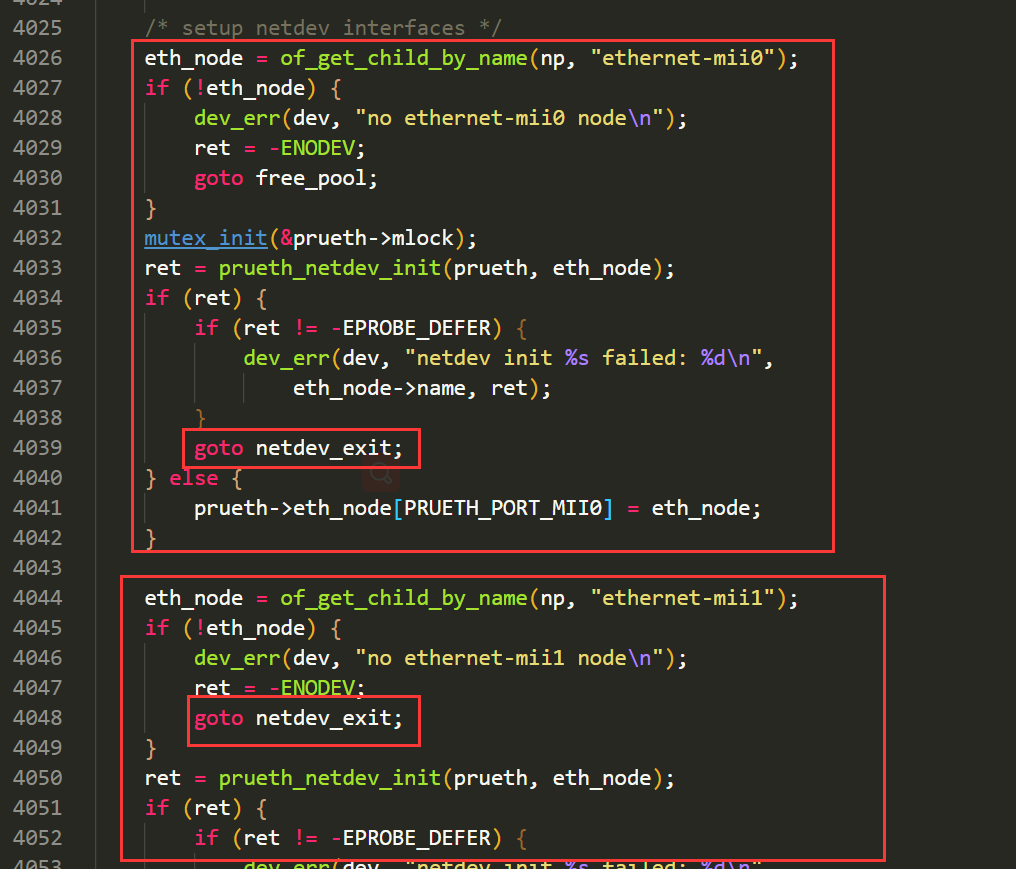 4024
4025 /* setup netdev interfaces */
4026 eth_node = of_get_child_by_name(np, "ethernet-mii0");
4027 if (!eth_node) {
4028 dev_err(dev, "no ethernet-mii0 node\n");
4029 ret = -ENODEV;
4030 goto free_pool;
4031 }
4032 mutex_init(&prueth->mlock);
4033 ret = prueth_netdev_init(prueth, eth_node);
4034 if (ret) {
4035 if (ret != -EPROBE_DEFER) {
4036 dev_err(dev, "netdev init %s failed: %d\n",
4037 eth_node->name, ret);
4038 }
4039 goto netdev_exit;
4040 } else {
4041 prueth->eth_node[PRUETH_PORT_MII0] = eth_node;
4042 }
4043
4044 eth_node = of_get_child_by_name(np, "ethernet-mii1");
4045 if (!eth_node) {
4046 dev_err(dev, "no ethernet-mii1 node\n");
4047 ret = -ENODEV;
4048 goto netdev_exit;
4049 }
4050 ret = prueth_netdev_init(prueth, eth_node);
4051 if (ret) {
4052 if (ret != -EPROBE_DEFER) {
4053 dev_err(dev, "netdev init %s failed: %d\n"